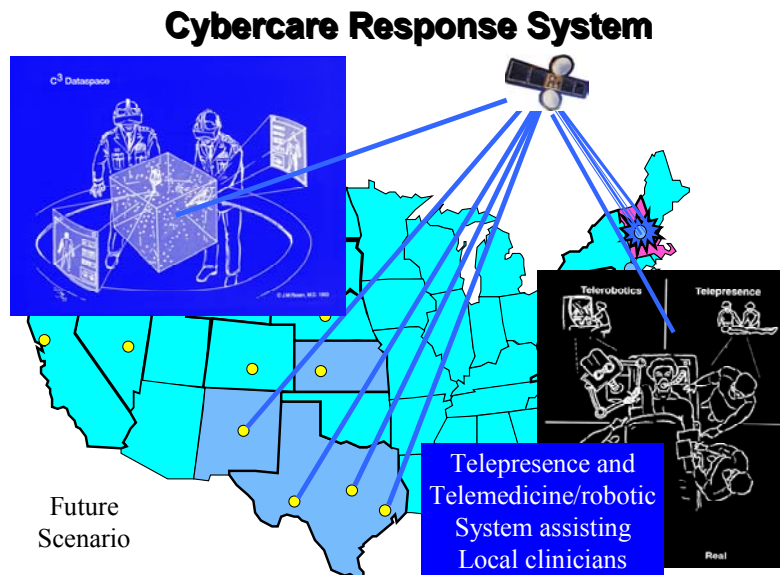 Cybercare Response System
C3 Dataspace
© J.M.Rosen, M.D. 1993
Telerobotics
Telepresence
Telepresence and
Telemedicine/robotic
System assisting
Local clinicians
Future
Scenario
Real